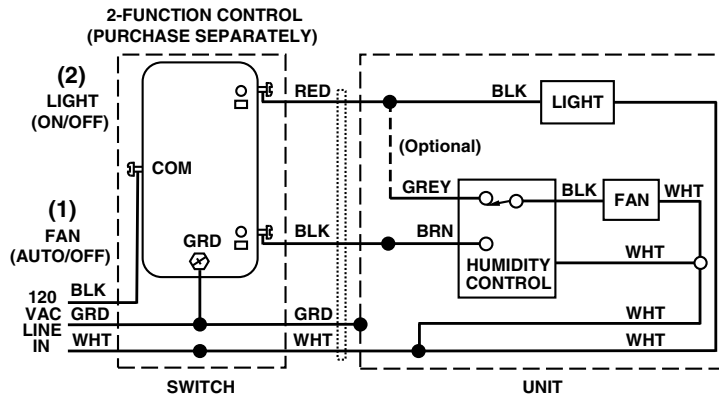 2-FUNCTION CONTROL
(PURCHASE SEPARATELY)
(2)
LIGHT
(ON/OFF)
RED
BLK
LIGHT
(Optional)
COM
GREY
BLK
FAN
WHT
(1)
FAN
(AUTO/OFF)
GRD
BLK
BRN
HUMIDITY
CONTROL
WHT
120
VAC
LINE
IN
BLK
GRD
GRD
WHT
WHT
WHT
WHT
SWITCH
UNIT